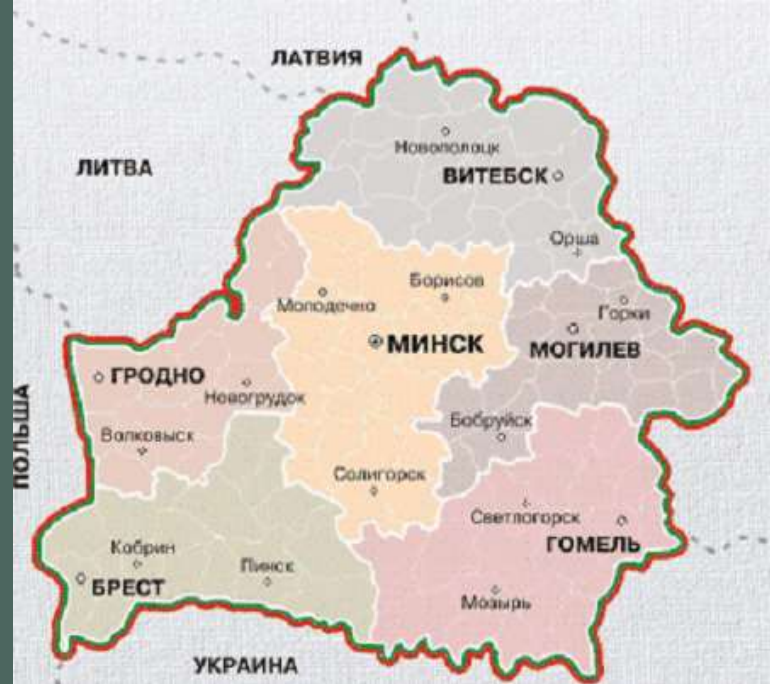 ЛАТВИЯ
Новополоцк
ЛИТВА
ВИТЕБСК
Орша
Борисов
Молодечно
Горки
МИНСК
МОГИЛЕВ
ГРОДНО
Новогрудок
ПОЛЬША
Бобруйск
Волковыск
Солигорск
Светлогорск
ГОМЕЛЬ
Кобрин
Пинск
БРЕСТ
Мозырь
УКРАИНА